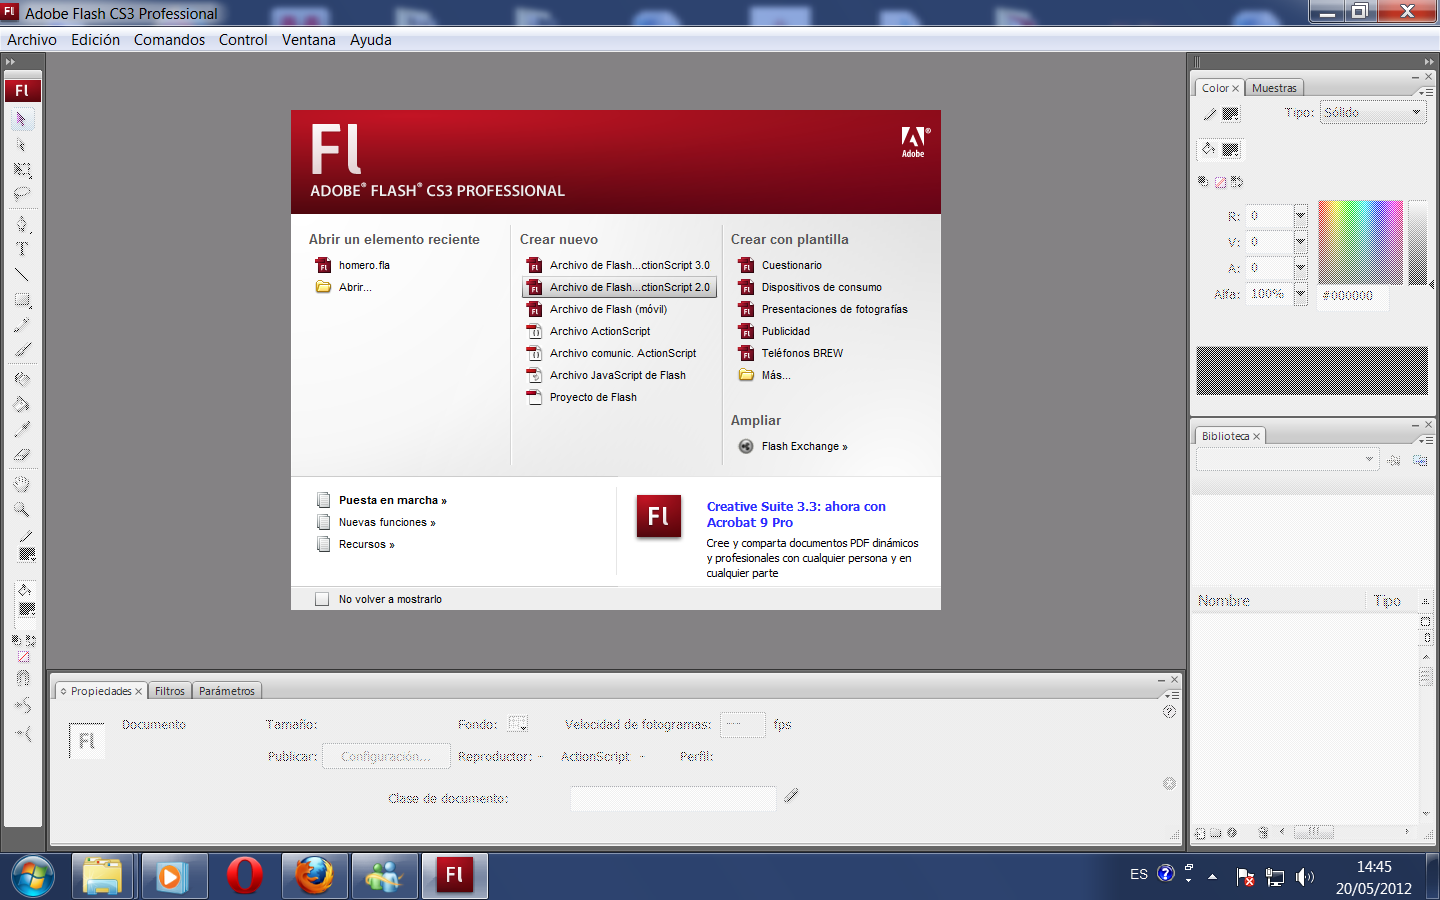 Adobe Flash CS3 Professional
Archivo Edición Comandos Control Ventana Ayuda
Fl
Fl
Adobe
ADOBE® FLASH® CS3 PROFESSIONAL
Abrir un elemento reciente
homero.fla
Abrir...
Crear nuevo
Archivo de Flash...ctionScript 3.0
Archivo de Flash...ctionScript 2.0
Archivo de Flash (móvil)
Archivo ActionScript
Archivo comunic. ActionScript
Archivo JavaScript de Flash
Proyecto de Flash
Crear con plantilla
Cuestionario
Dispositivos de consumo
Presentaciones de fotografías
Publicidad
Teléfonos BREW
Más...
Ampliar
Flash Exchange »
Puesta en marcha »
Nuevas funciones »
Recursos »
Fl
Creative Suite 3.3: ahora con
Acrobat 9 Pro
Cree y comparta documentos PDF dinámicos
y profesionales con cualquier persona y en
cualquier parte
No volver a mostrarlo
Color Muestras
Tipo: Sólido
R: 0
V: 0
A: 0
Alfa: 100% #000000
Biblioteca
Nombre Tipo
Propiedades Filtros Parámetros
Fl
Documento Tamaño: Fondo: Velocidad de fotogramas: --- fps
Publicar: Configuración... Reproductor: - ActionScript - Perfil:
Clase de documento:
Fl
ES
14:45
20/05/2012